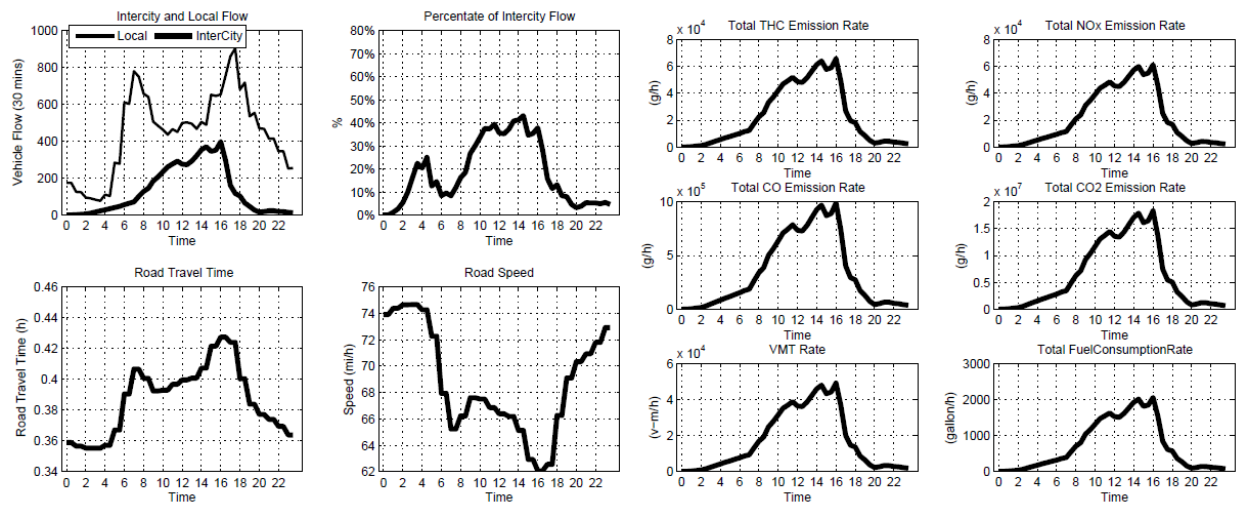 Intercity and Local Flow
Local InterCity
Vehicle Flow (30 mins)
1000
800
600
400
200
0
0 2 4 6 8 10 12 14 16 18 20 22
Time
Percentate of Intercity Flow
%
80%
70%
60%
50%
40%
30%
20%
10%
0%
0 2 4 6 8 10 12 14 16 18 20 22
Time
Road Travel Time
Road Travel Time (h)
0.46
0.44
0.42
0.4
0.38
0.36
0.34
0 2 4 6 8 10 12 14 16 18 20 22
Time
Road Speed
Speed (mi/h)
76
74
72
70
68
66
64
62
0 2 4 6 8 10 12 14 16 18 20 22
Time
Total THC Emission Rate
x 10^4
(g/h)
8
6
4
2
0
0 2 4 6 8 10 12 14 16 18 20 22
Time
Total NOx Emission Rate
x 10^4
(g/h)
8
6
4
2
0
0 2 4 6 8 10 12 14 16 18 20 22
Time
Total CO Emission Rate
x 10^5
(g/h)
10
5
0
0 2 4 6 8 10 12 14 16 18 20 22
Time
Total CO2 Emission Rate
x 10^7
(g/h)
2
1.5
1
0.5
0
0 2 4 6 8 10 12 14 16 18 20 22
Time
VMT Rate
x 10^4
(v-m/h)
6
4
2
0
0 2 4 6 8 10 12 14 16 18 20 22
Time
Total FuelConsumptionRate
(gallon/h)
3000
2000
1000
0
0 2 4 6 8 10 12 14 16 18 20 22
Time